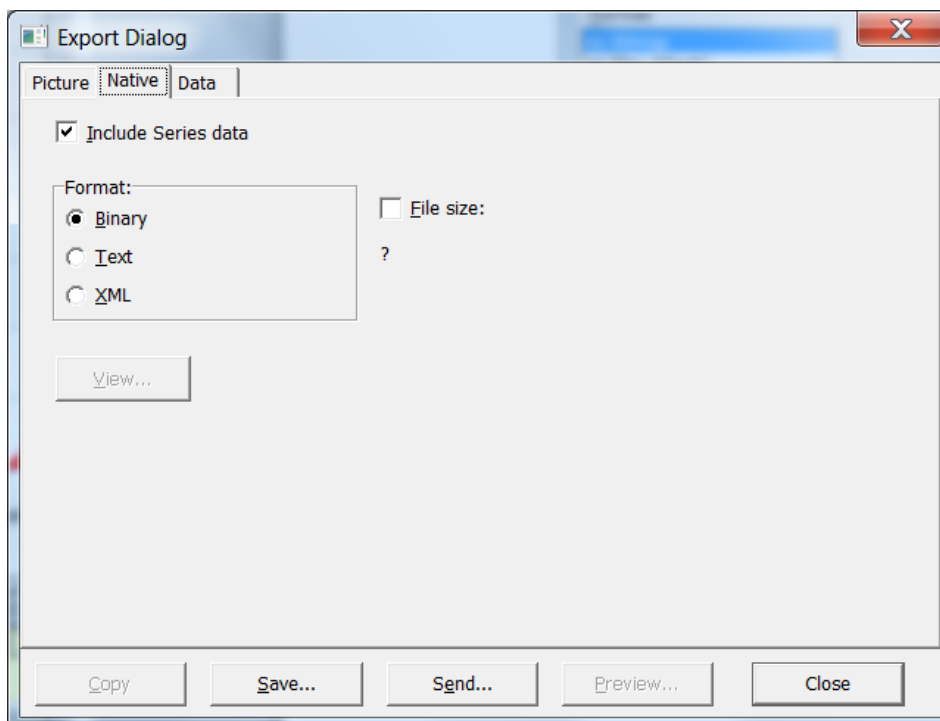 Export Dialog
Picture Native Data
Include Series data
Format:
Binary
Text
XML
File size:
?
View...
Copy Save... Send... Preview... Close